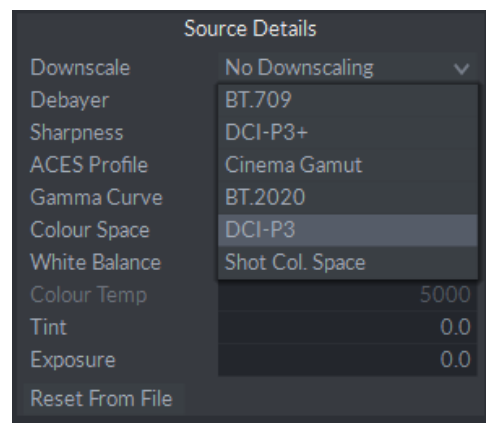 Source Details
Downscale No Downscaling
Debayer BT.709
Sharpness DCI-P3+
ACES Profile Cinema Gamut
Gamma Curve BT.2020
Colour Space DCI-P3
White Balance Shot Col. Space
Colour Temp 5000
Tint 0.0
Exposure 0.0
Reset From File